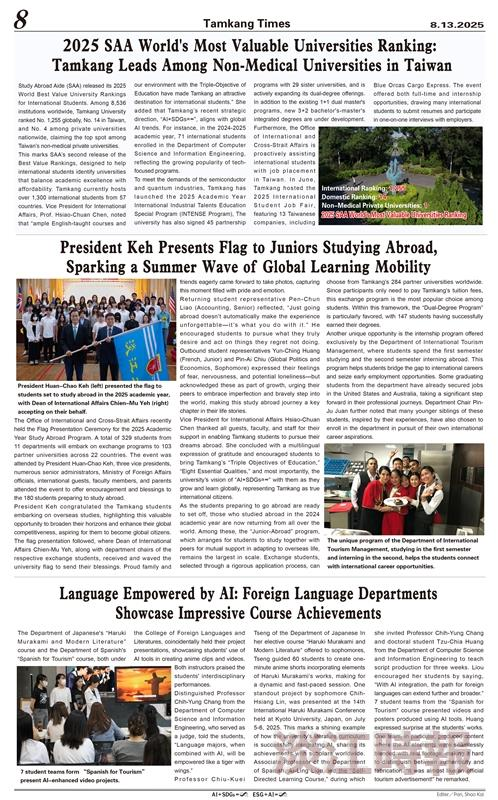 8
Tamkang Times
8.13.2025
2025 SAA World's Most Valuable Universities Ranking:
Tamkang Leads Among Non-Medical Universities in Taiwan
Study Abroad Aide (SAA) released its 2025
World Best Value University Rankings
for International Students. Among 8,536
institutions worldwide, Tamkang University
ranked No. 1,255 globally, No. 14 in Taiwan,
and No. 4 among private universities
nationwide, claiming the top spot among
Taiwan's non-medical private universities.
This marks SAA's second release of the
Best Value Rankings, designed to help
international students identify universities
that balance academic excellence with
affordability. Tamkang currently hosts
over 1,300 international students from 57
countries. Vice President for International
Affairs, Prof. Hsiao-Chuan Chen, noted
that "ample English-taught courses and
our environment with the Triple-Objective of
Education have made Tamkang an attractive
destination for international students." She
added that Tamkang's recent strategic
direction, "AI+SDGs=∞", aligns with global
AI trends. For instance, in the 2024-2025
academic year, 71 international students
enrolled in the Department of Computer
Science and Information Engineering,
reflecting the growing popularity of tech-
focused programs.
To meet the demands of the semiconductor
and quantum industries, Tamkang has
launched the 2025 Academic Year
International Industrial Talents Education
Special Program (INTENSE Program). The
university has also signed 45 partnership
programs with 29 sister universities, and is
actively expanding its dual-degree offerings.
In addition to the existing 1+1 dual master's
programs, new 3+2 bachelor's-master's
integrated degrees are under development.
Furthermore, the Office
of International and
Cross-Strait Affairs is
proactively assisting
international students
with job placement
in Taiwan. In June,
Tamkang hosted the
2025 International
Student Job Fair,
featuring 13 Taiwanese
companies, including
Blue Orcas Cargo Express. The event
offered both full-time and internship
opportunities, drawing many international
students to submit resumes and participate
in one-on-one interviews with employers.
International Ranking: 1255
Domestic Ranking: 14
Non-Medical Private Universities: 1
2025 SAA World's Most Valuable Universities Ranking
President Keh Presents Flag to Juniors Studying Abroad,
Sparking a Summer Wave of Global Learning Mobility
President Huan-Chao Keh (left) presented the flag to
students set to study abroad in the 2025 academic year,
with Dean of International Affairs Chien-Mu Yeh (right)
accepting on their behalf.
The Office of International and Cross-Strait Affairs recently
held the Flag Presentation Ceremony for the 2025 Academic
Year Study Abroad Program. A total of 329 students from
11 departments will embark on exchange programs to 103
partner universities across 22 countries. The event was
attended by President Huan-Chao Keh, three vice presidents,
numerous senior administrators, Ministry of Foreign Affairs
officials, international guests, faculty members, and parents
attended the event to offer encouragement and blessings to
the 180 students preparing to study abroad.
President Keh congratulated the Tamkang students
embarking on overseas studies, highlighting this valuable
opportunity to broaden their horizons and enhance their global
competitiveness, aspiring for them to become global citizens.
The flag presentation followed, where Dean of International
Affairs Chien-Mu Yeh, along with department chairs of the
respective exchange students, received and waved the
university flag to send their blessings. Proud family and
friends eagerly came forward to take photos, capturing
this moment filled with pride and emotion.
Returning student representative Pen-Chun
Liao (Accounting, Senior) reflected, "Just going
abroad doesn't automatically make the experience
unforgettable—it's what you do with it." He
encouraged students to pursue what they truly
desire and act on things they regret not doing.
Outbound student representatives Yun-Ching Huang
(French, Junior) and Pin-Ai Chiu (Global Politics and
Economics, Sophomore) expressed their feelings
of fear, nervousness, and potential loneliness—but
acknowledged these as part of growth, urging their
peers to embrace imperfection and bravely step into
the world, making this study abroad journey a key
chapter in their life stories.
Vice President for International Affairs Hsiao-Chuan
Chen thanked all guests, faculty, and staff for their
support in enabling Tamkang students to pursue their
dreams abroad. She concluded with a multilingual
expression of gratitude and encouraged students to
bring Tamkang's "Triple Objectives of Education,"
"Eight Essential Qualities," and most importantly, the
university's vision of "AI+SDGs=∞" with them as they
grow and learn globally, representing Tamkang as true
international citizens.
As the students preparing to go abroad are ready
to set off, those who studied abroad in the 2024
academic year are now returning from all over the
world. Among these, the "Junior-Abroad" program,
which arranges for students to study together with
peers for mutual support in adapting to overseas life,
remains the largest in scale. Exchange students,
selected through a rigorous application process, can
choose from Tamkang's 284 partner universities worldwide.
Since participants only need to pay Tamkang's tuition fees,
this exchange program is the most popular choice among
students. Within this framework, the "Dual-Degree Program"
is particularly favored, with 147 students having successfully
earned their degrees.
Another unique opportunity is the internship program offered
exclusively by the Department of International Tourism
Management, where students spend the first semester
studying and the second semester interning abroad. This
program helps students bridge the gap to international careers
and seize early employment opportunities. Some graduating
students from the department have already secured jobs
in the United States and Australia, taking a significant step
forward in their professional journeys. Department Chair Pin-
Ju Juan further noted that many younger siblings of these
students, inspired by their experiences, have also chosen to
enroll in the department in pursuit of their own international
career aspirations.
The unique program of the Department of International
Tourism Management, studying in the first semester
and interning in the second, helps the students connect
with international career opportunities.
Language Empowered by AI: Foreign Language Departments
Showcase Impressive Course Achievements
The Department of Japanese's "Haruki
Murakami and Modern Literature"
course and the Department of Spanish's
"Spanish for Tourism" course, both under
7 student teams form "Spanish for Tourism"
present AI-enhanced video projects.
the College of Foreign Languages and
Literatures, coincidentally held their project
presentations, showcasing students' use of
AI tools in creating anime clips and videos.
Both instructors praised the
students' interdisciplinary
performances.
Distinguished Professor
Chih-Yung Chang from the
Department of Computer
Science and Information
Engineering, who served as
a judge, told the students,
"Language majors, when
combined with AI, will be
empowered like a tiger with
wings."
Professor Chiu-Kuei
Tseng of the Department of Japanese In
her elective course "Haruki Murakami and
Modern Literature" offered to sophomores,
Tseng guided 60 students to create one-
minute anime shorts incorporating elements
of Haruki Murakami's works, making for
a dynamic and fast-paced session. One
standout project by sophomore Chih-
Hsiang Lin, was presented at the 14th
International Haruki Murakami Conference
held at Kyoto University, Japan, on July
5-6, 2025. This marks a shining example
of how the
is successfully
achievements with scholars worldwide.
Associate Professor
of Spanish
Directed Learning Course," during which
she invited Professor Chih-Yung Chang
and doctoral student Tzu-Chia Huang
from the Department of Computer Science
and Information Engineering to teach
script production for three weeks. Liou
encouraged her students by saying,
"With AI integration, the path for foreign
languages can extend further and broader."
7 student teams from the "Spanish for
Tourism" course presented videos and
posters produced using AI tools. Huang
expressed surprise at the students' works.
AI+SDGs=∞ ESG+AI=∞
Editor / Pan, Shao Kai